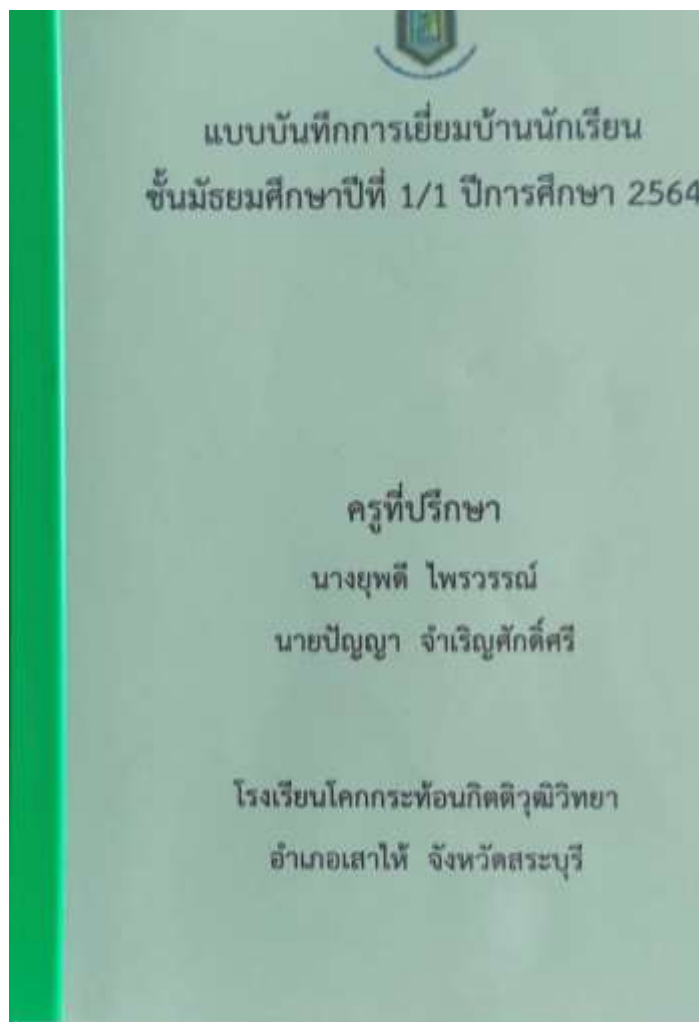 แบบบันทึกการเยี่ยมบ้านนักเรียน
ชั้นมัธยมศึกษาปีที่ 1/1 ปีการศึกษา 2564
ครูที่ปรึกษา
นางยุพดี ไพรวรรณ์
นายปัญญา จำเริญศักดิ์ศรี
โรงเรียนโคกกระท้อนกิตติวุฒิวิทยา
อำเภอเสาไห้ จังหวัดสระบุรี